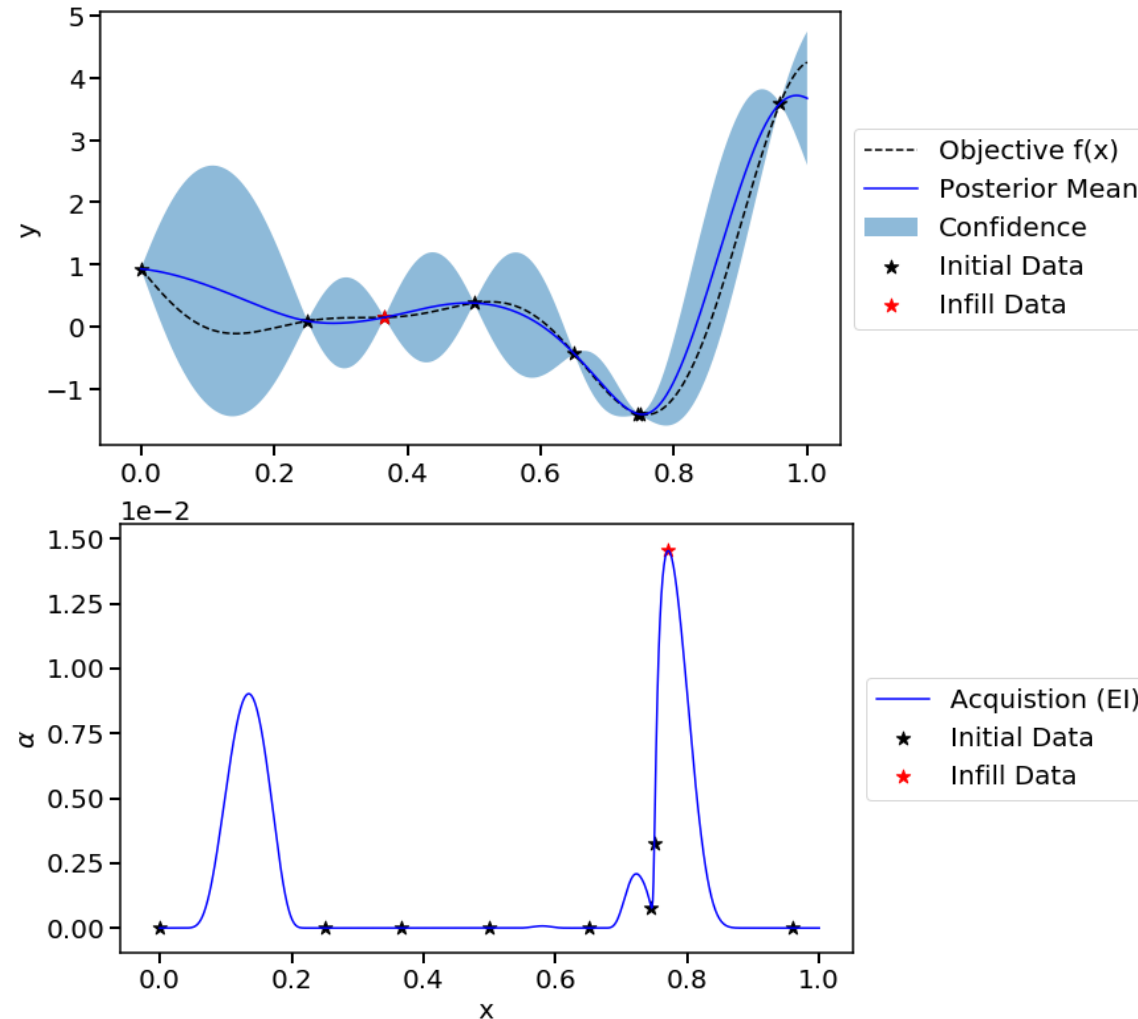 5
4
3
2
1
0
−1
y
0.0 0.2 0.4 0.6 0.8 1.0
Objective f(x)
Posterior Mean
Confidence
Initial Data
Infill Data
1e−2
1.50
1.25
1.00
0.75
0.50
0.25
0.00
α
0.0 0.2 0.4 0.6 0.8 1.0
x
Acquistion (EI)
Initial Data
Infill Data